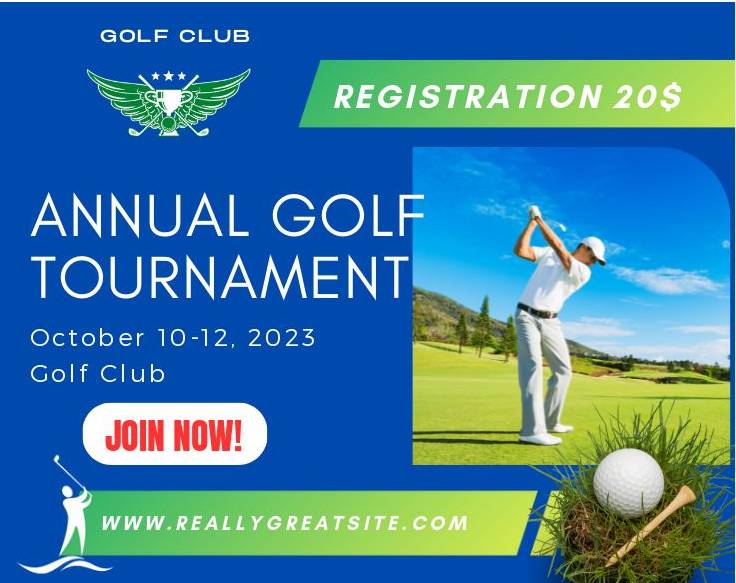 GOLF CLUB
REGISTRATION 20$
ANNUAL GOLF
TOURNAMENT
October 10-12, 2023
Golf Club
JOIN NOW!
WWW.REALLYGREATSITE.COM